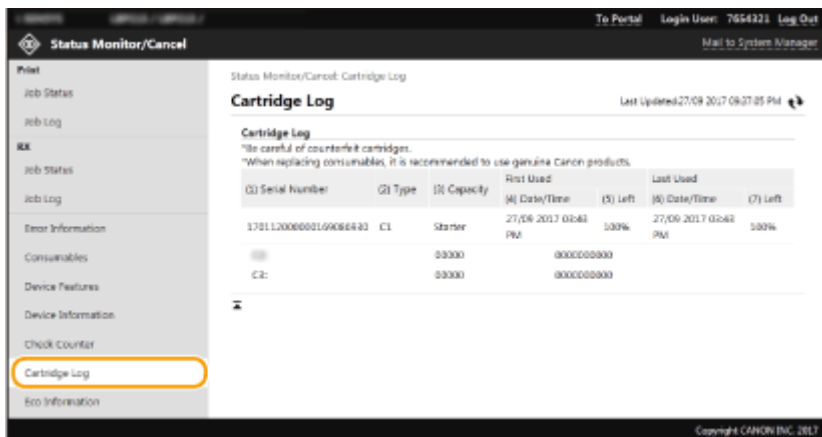 To Portal Login User: 7654321 Log Out
Status Monitor/Cancel Mail to System Manager
Print
Job Status
Job Log
RX
Job Status
Job Log
Error Information
Consumables
Device Features
Device Information
Check Counter
Cartridge Log
Eco Information
Status Monitor/Cancel: Cartridge Log
Cartridge Log Last Updated:27/09 2017 09:37:05 PM
Cartridge Log
*Be careful of counterfeit cartridges.
*When replacing consumables, it is recommended to use genuine Canon products.
First Used Last Used
(1) Serial Number (2) Type (3) Capacity (4) Date/Time (5) Left (6) Date/Time (7) Left
C1 Starter 27/09 2017 03:43 PM 100% 27/09 2017 03:43 PM 100%
00000 0000000000
C3: 00000 0000000000
Copyright CANON INC. 2017